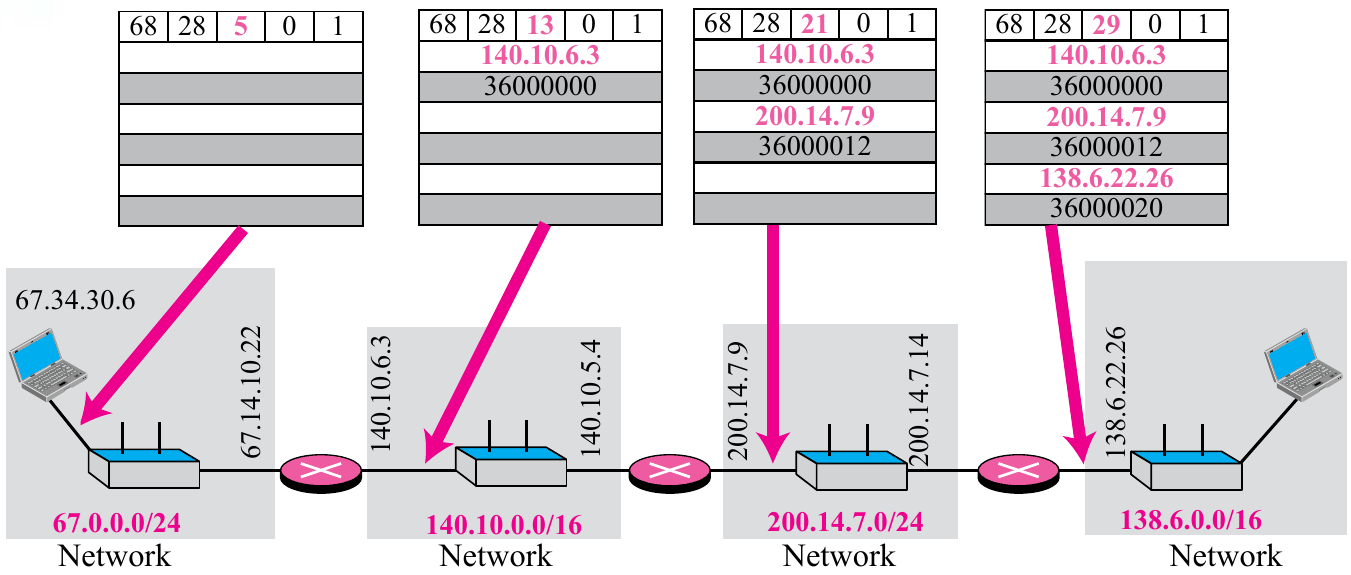 68 28 5 0 1
68 28 13 0 1
140.10.6.3
36000000
68 28 21 0 1
140.10.6.3
36000000
200.14.7.9
36000012
68 28 29 0 1
140.10.6.3
36000000
200.14.7.9
36000012
138.6.22.26
36000020
67.34.30.6
67.14.10.22
140.10.6.3
140.10.5.4
200.14.7.9
200.14.7.14
138.6.22.26
67.0.0.0/24
Network
140.10.0.0/16
Network
200.14.7.0/24
Network
138.6.0.0/16
Network